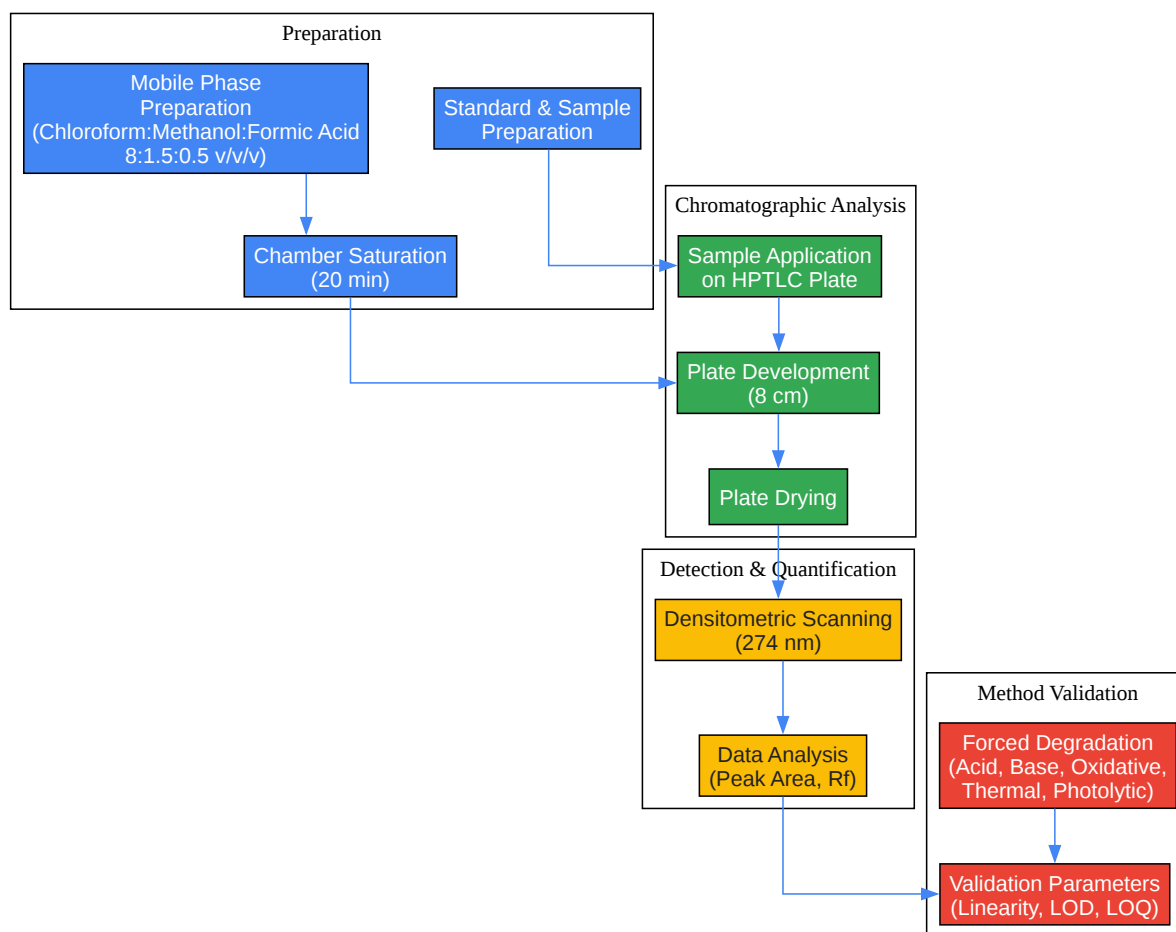 Preparation
Mobile Phase
Preparation
(Chloroform:Methanol:Formic Acid
8:1.5:0.5 v/v/v)
Standard & Sample
Preparation
Chamber Saturation
(20 min)
Chromatographic Analysis
Sample Application
on HPTLC Plate
Plate Development
(8 cm)
Plate Drying
Detection & Quantification
Densitometric Scanning
(274 nm)
Data Analysis
(Peak Area, Rf)
Method Validation
Forced Degradation
(Acid, Base, Oxidative,
Thermal, Photolytic)
Validation Parameters
(Linearity, LOD, LOQ)